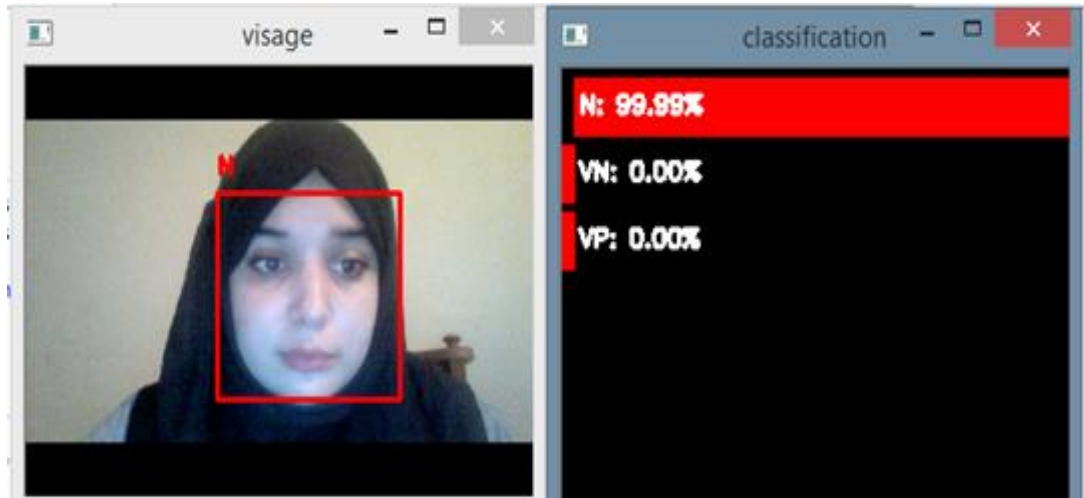 visage
classification
N
N: 99.99%
VN: 0.00%
VP: 0.00%